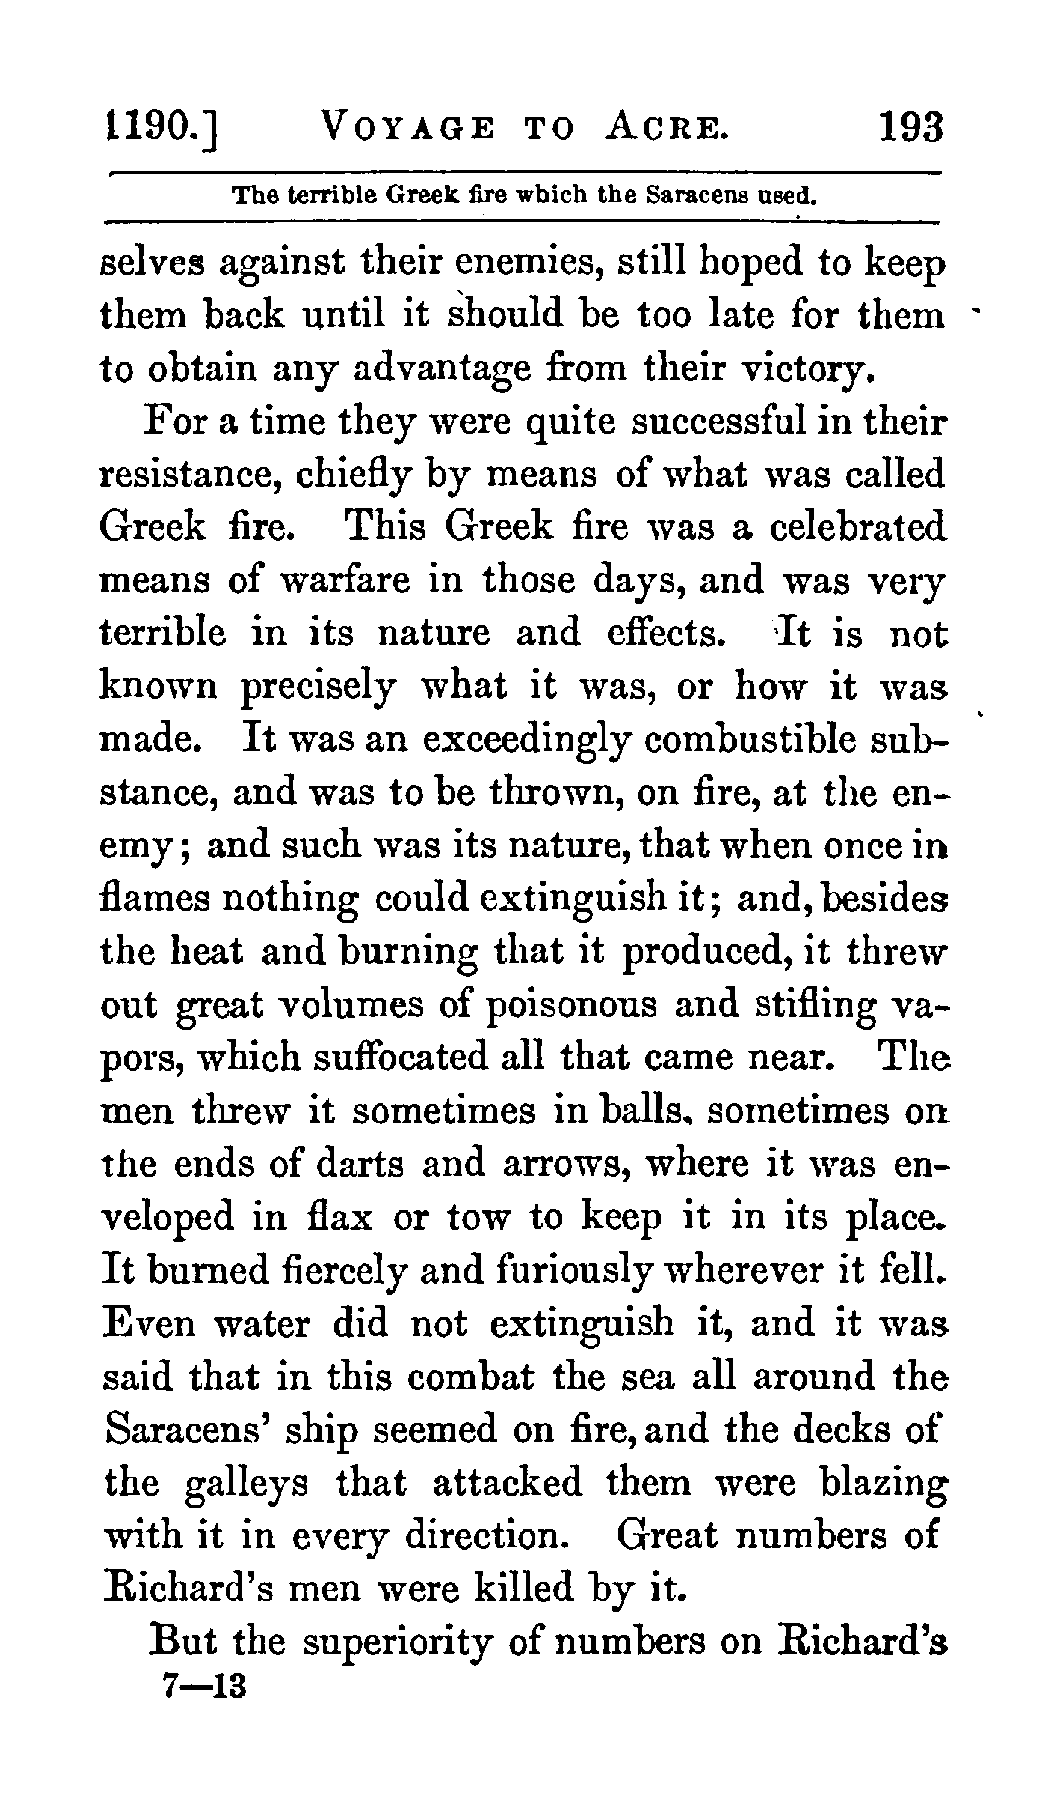 1190.] VOYAGE TO ACRE. 193
The terrible Greek fire which the Saracens used.
selves against their enemies, still hoped to keep
them back until it should be too late for them
to obtain any advantage from their victory.
For a time they were quite successful in their
resistance, chiefly by means of what was called
Greek fire. This Greek fire was a celebrated
means of warfare in those days, and was very
terrible in its nature and effects. It is not
known precisely what it was, or how it was
made. It was an exceedingly combustible sub-
stance, and was to be thrown, on fire, at the en-
emy; and such was its nature, that when once in
flames nothing could extinguish it; and, besides
the heat and burning that it produced, it threw
out great volumes of poisonous and stifling va-
pors, which suffocated all that came near. The
men threw it sometimes in balls, sometimes on
the ends of darts and arrows, where it was en-
veloped in flax or tow to keep it in its place.
It burned fiercely and furiously wherever it fell.
Even water did not extinguish it, and it was
said that in this combat the sea all around the
Saracens' ship seemed on fire, and the decks of
the galleys that attacked them were blazing
with it in every direction. Great numbers of
Richard's men were killed by it.
But the superiority of numbers on Richard's
7—13